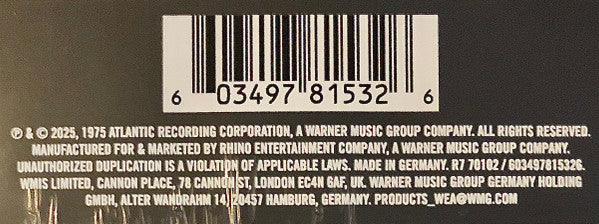 6 03497 81532 6
℗ & © 2025, 1975 ATLANTIC RECORDING CORPORATION, A WARNER MUSIC GROUP COMPANY. ALL RIGHTS RESERVED.
MANUFACTURED FOR & MARKETED BY RHINO ENTERTAINMENT COMPANY, A WARNER MUSIC GROUP COMPANY.
UNAUTHORIZED DUPLICATION IS A VIOLATION OF APPLICABLE LAWS. MADE IN GERMANY. R7 70102 / 603497815326.
WMIS LIMITED, CANNON PLACE, 78 CANNON ST, LONDON EC4N 6AF, UK. WARNER MUSIC GROUP GERMANY HOLDING
GMBH, ALTER WANDRAHM 14, 20457 HAMBURG, GERMANY. PRODUCTS_WEA@WMG.COM